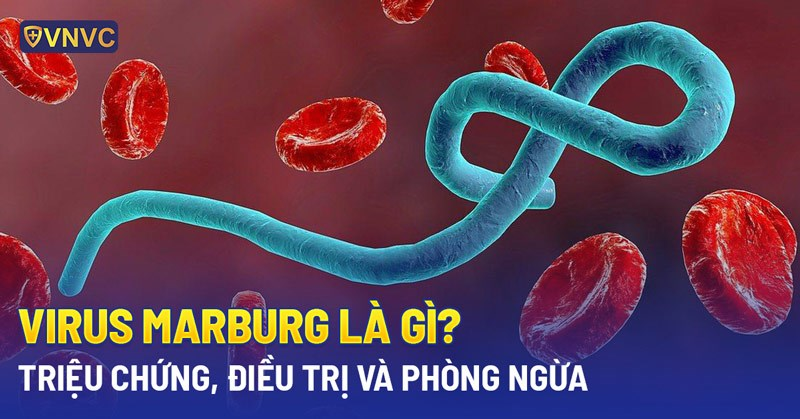 VNVC
VIRUS MARBURG LÀ GÌ?
TRIỆU CHỨNG, ĐIỀU TRỊ VÀ PHÒNG NGỪA